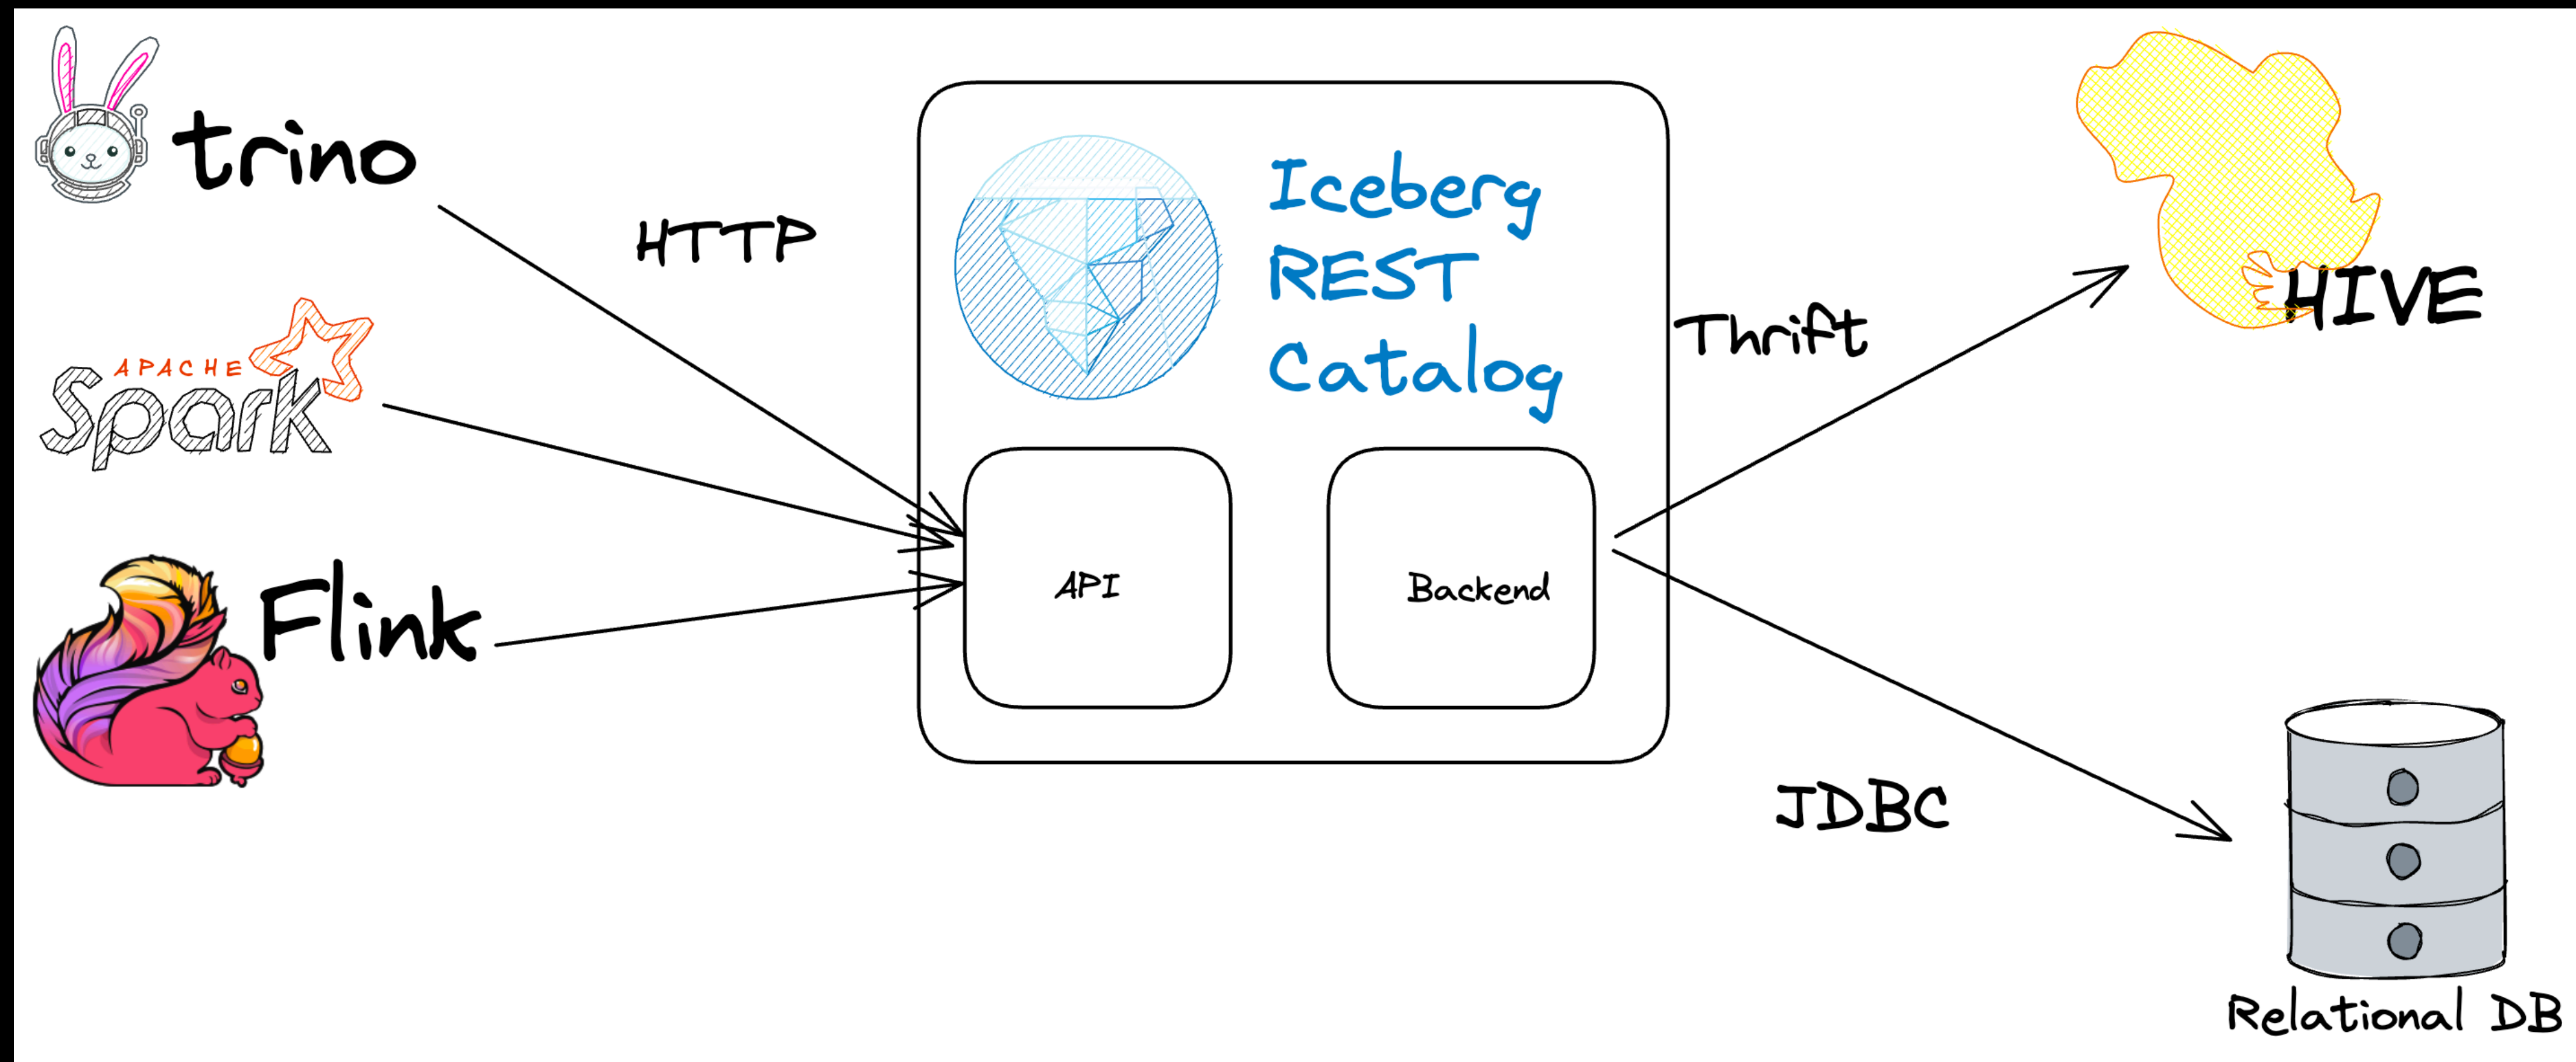 trino
HTTP
APACHE
Spark
Flink
Iceberg
REST
Catalog
API
Backend
Thrift
HIVE
JDBC
Relational DB